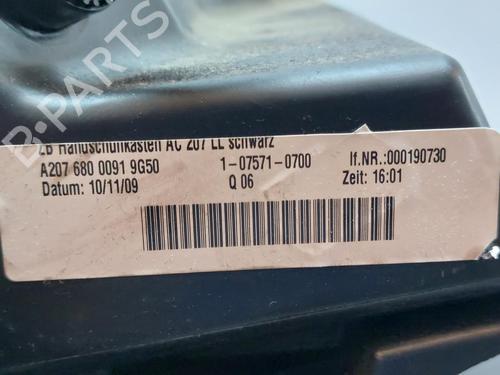 ZB Handschuhkasten AC 207 LL schwarz
A207 680 0091 9G50 1-07571-0700 lf.NR.:000190730
Datum: 10/11/09 Q 06 Zeit: 16:01
B-PARTS